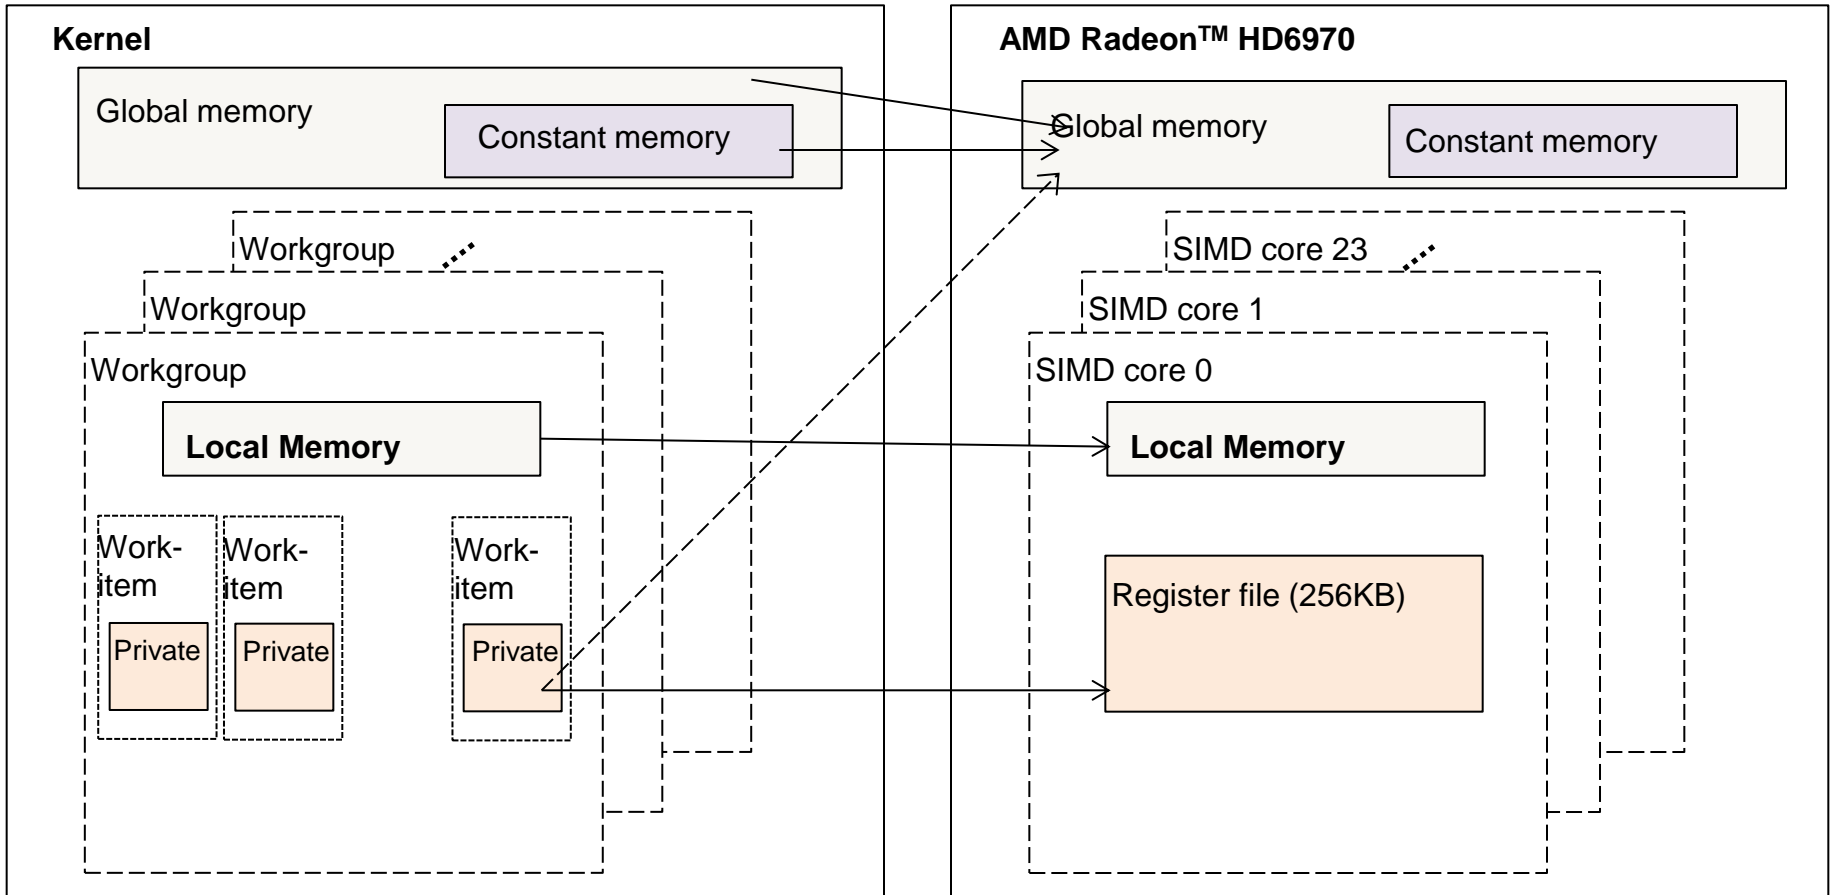 Kernel
Global memory
Constant memory
Workgroup
Workgroup
Workgroup
Local Memory
Work-
item
Work-
item
Work-
item
Private
Private
Private
AMD Radeon™ HD6970
Global memory
Constant memory
SIMD core 23
SIMD core 1
SIMD core 0
Local Memory
Register file (256KB)